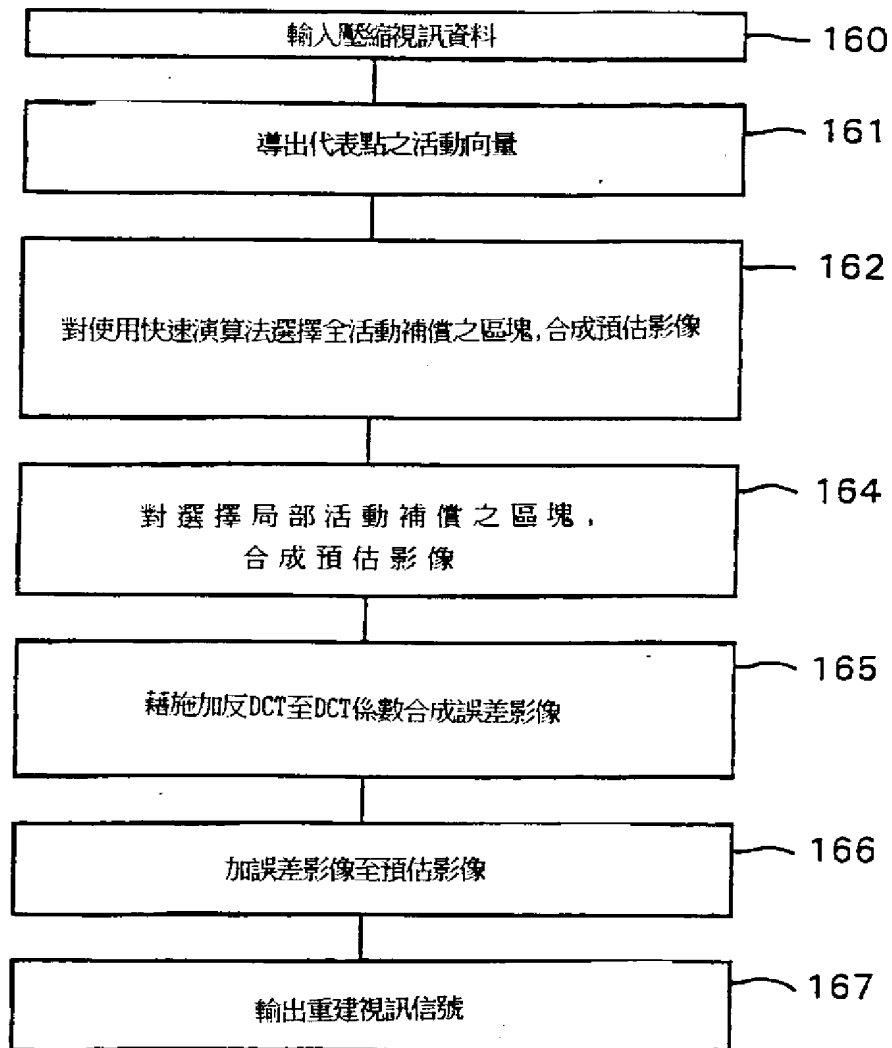 輸入壓縮視訊資料
160
導出代表點之活動向量
161
對使用快速演算法選擇全活動補償之區塊,合成預估影像
162
對選擇局部活動補償之區塊,
合成預估影像
164
藉施加反DCT至DCT係數合成誤差影像
165
加誤差影像至預估影像
166
輸出重建視訊信號
167